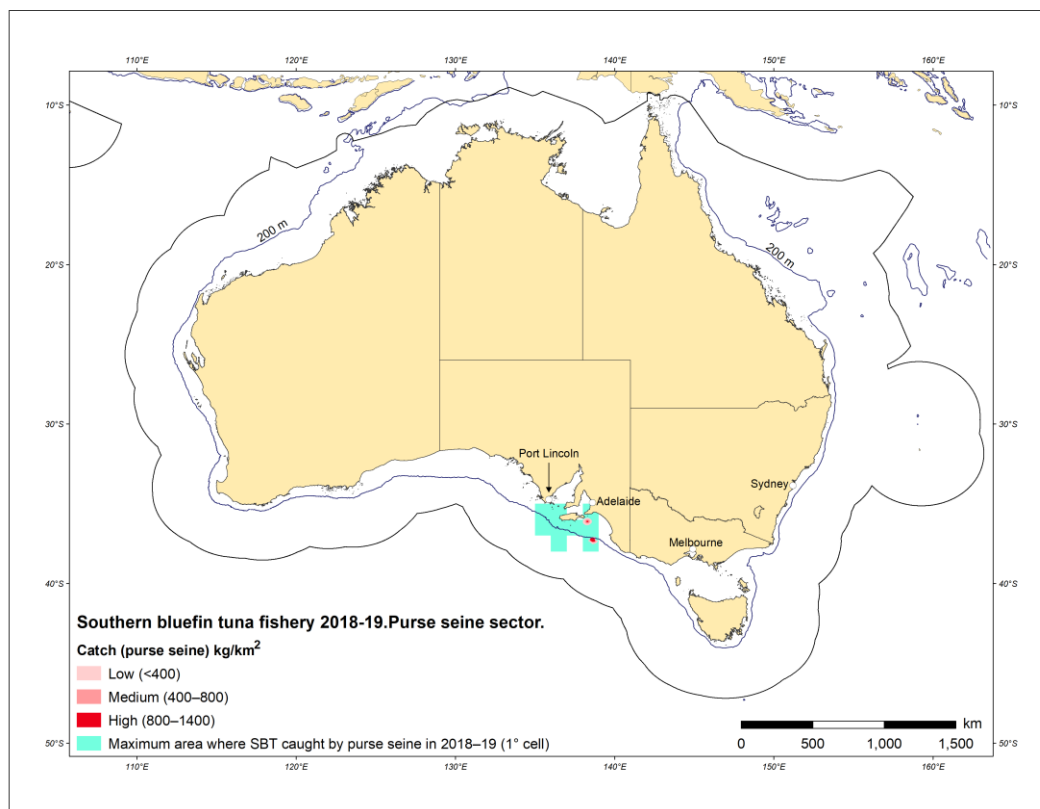 110°E 120°E 130°E 140°E 150°E 160°E
10°S 10°S
200 m
200 m
20°S 20°S
30°S 30°S
Port Lincoln
Adelaide
Sydney
Melbourne
40°S 40°S
Southern bluefin tuna fishery 2018-19.Purse seine sector.
Catch (purse seine) kg/km²
Low (<400)
Medium (400–800)
High (800–1400)
Maximum area where SBT caught by purse seine in 2018–19 (1° cell)
km
0 500 1,000 1,500
50°S 50°S
110°E 120°E 130°E 140°E 150°E 160°E